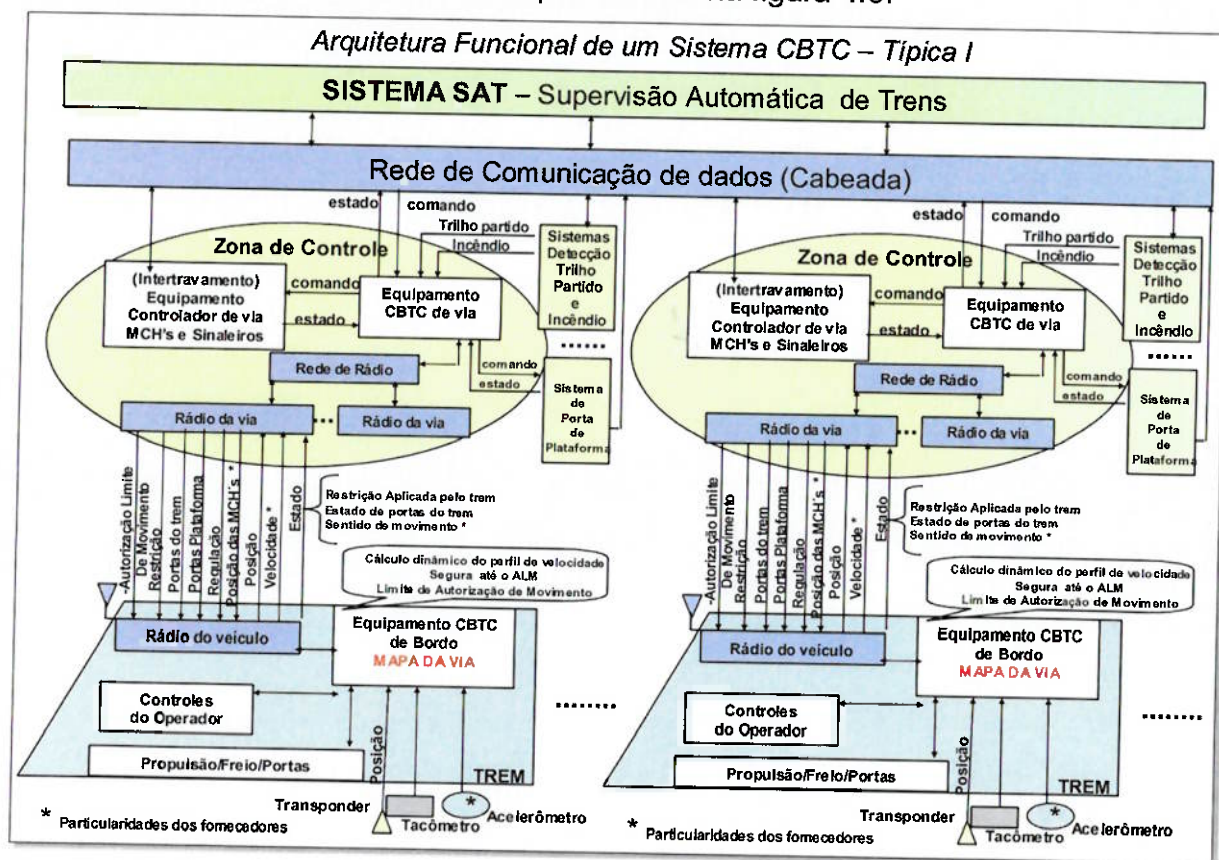 Arquitetura Funcional de um Sistema CBTC – Típica I
SISTEMA SAT – Supervisão Automática de Trens
Rede de Comunicação de dados (Cabeada)
estado
comando
Trilho partido
Incêndio
Sistemas
Detecção
Trilho
Partido
e
Incêndio
Zona de Controle
(Intertravamento)
Equipamento
Controlador de via
MCH's e Sinaleiros
comando
estado
Equipamento
CBTC de via
Rede de Rádio
comando
estado
Sistema
de
Porta
de
Plataforma
Rádio da via
Rádio da via
-Autorização Limite
De Movimento
Restrição
Portas do trem
Portas Plataforma
Regulação
Posição das MCH's *
Posição
Velocidade *
Estado
Restrição Aplicada pelo trem
Estado de portas do trem
Sentido de movimento *
Cálculo dinâmico do perfil de velocidade
Segura até o ALM
Limite de Autorização de Movimento
Rádio do veiculo
Equipamento CBTC
de Bordo
MAPA DA VIA
Controles
do Operador
Propulsão/Freio/Portas
Posição
TREM
Transponder
Tacômetro
*
Acelerômetro
* Particularidades dos fornecedores
estado
comando
Trilho partido
Incêndio
Sistemas
Detecção
Trilho
Partido
e
Incêndio
Zona de Controle
(Intertravamento)
Equipamento
Controlador de via
MCH's e Sinaleiros
comando
estado
Equipamento
CBTC de via
Rede de Rádio
comando
estado
Sistema
de
Porta
de
Plataforma
Rádio da via
Rádio da via
-Autorização Limite
De Movimento
Restrição
Portas do trem
Portas Plataforma
Regulação
Posição das MCH's *
Posição
Velocidade *
Estado
Restrição Aplicada pelo trem
Estado de portas do trem
Sentido de movimento *
Cálculo dinâmico do perfil de velocidade
Segura até o ALM
Limite de Autorização de Movimento
Rádio do veiculo
Equipamento CBTC
de Bordo
MAPA DA VIA
Controles
do Operador
Propulsão/Freio/Portas
Posição
TREM
Transponder
Tacômetro
*
Acelerômetro
* Particularidades dos fornecedores